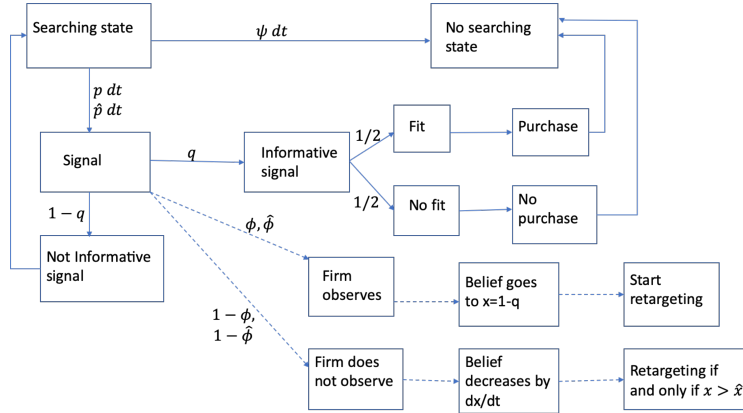 Searching state
ψ dt
No searching
state
p dt
p̂ dt
Signal
q
Informative
signal
1/2
1/2
Fit
Purchase
No fit
No
purchase
1 − q
Not Informative
signal
ϕ, ϕ̂
Firm
observes
Belief goes
to x=1-q
Start
retargeting
1 − ϕ,
1 − ϕ̂
Firm does
not observe
Belief
decreases by
dx/dt
Retargeting if
and only if x > x̂